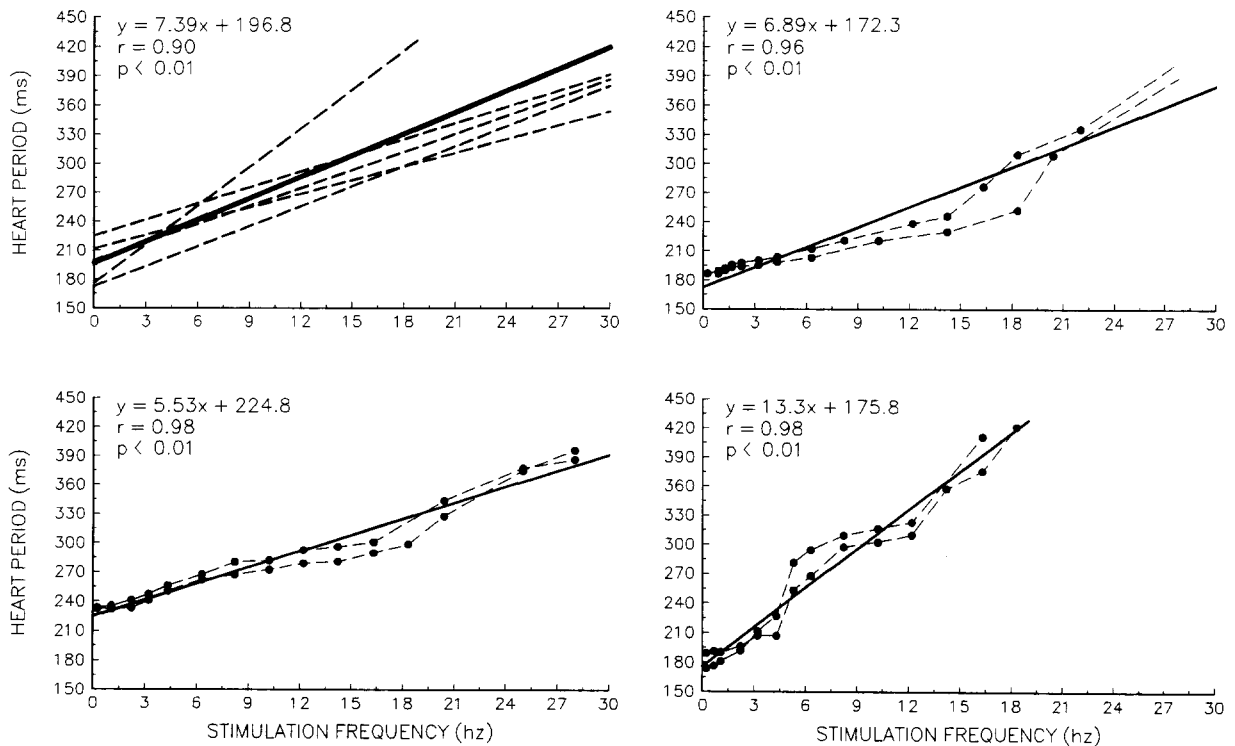 y = 7.39x + 196.8
r = 0.90
p < 0.01
HEART PERIOD (ms)
450
420
390
360
330
300
270
240
210
180
150
0 3 6 9 12 15 18 21 24 27 30
y = 6.89x + 172.3
r = 0.96
p < 0.01
450
420
390
360
330
300
270
240
210
180
150
0 3 6 9 12 15 18 21 24 27 30
y = 5.53x + 224.8
r = 0.98
p < 0.01
HEART PERIOD (ms)
450
420
390
360
330
300
270
240
210
180
150
0 3 6 9 12 15 18 21 24 27 30
STIMULATION FREQUENCY (hz)
y = 13.3x + 175.8
r = 0.98
p < 0.01
450
420
390
360
330
300
270
240
210
180
150
0 3 6 9 12 15 18 21 24 27 30
STIMULATION FREQUENCY (hz)